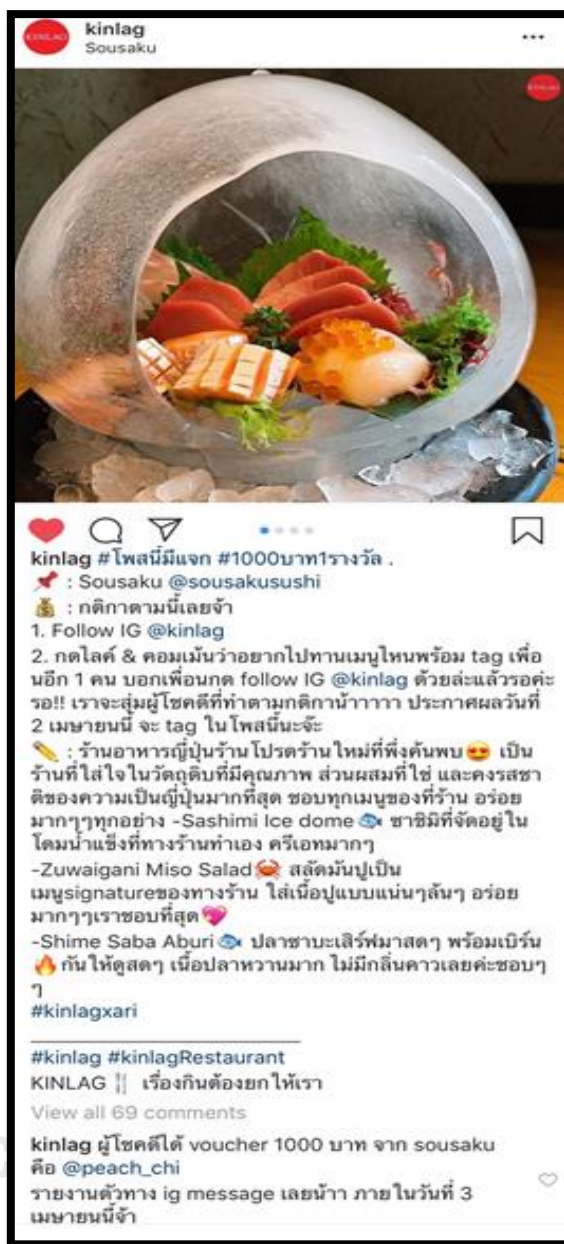 kinlag
Sousaku
KINLAG
KINLAG
kinlag #โพสนี้มีแจก #1000บาท1รางวัล .
📌 : Sousaku @sousakusushi
💰 : กติกาตามนี้เลยจ้า
1. Follow IG @kinlag
2. กดไลค์ & คอมเม้นว่าอยากไปทานเมนูไหนพร้อม tag เพื่อ
นอีก 1 คน บอกเพื่อนกด follow IG @kinlag ด้วยล่ะแล้วรอค่ะ
รอ!! เราจะสุ่มผู้โชคดีที่ทำตามกติกาน้าาาาา ประกาศผลวันที่
2 เมษายนนี้ จะ tag ในโพสนี้นะจ๊ะ
✏️ : ร้านอาหารญี่ปุ่นร้านโปรดร้านใหม่ที่พึ่งค้นพบ😍 เป็น
ร้านที่ใส่ใจในวัตถุดิบที่มีคุณภาพ ส่วนผสมที่ใช่ และคงรสชา
ติของความเป็นญี่ปุ่นมากที่สุด ชอบทุกเมนูของที่ร้าน อร่อย
มากๆๆทุกอย่าง -Sashimi Ice dome🐟 ซาชิมิที่จัดอยู่ใน
โดมน้ำแข็งที่ทางร้านทำเอง ครีเอทมากๆ
-Zuwaigani Miso Salad🦀 สลัดมันปูเป็น
เมนูsignatureของทางร้าน ใส่เนื้อปูแบบแน่นๆล้นๆ อร่อย
มากๆๆเราชอบที่สุด💖
-Shime Saba Aburi🐟 ปลาซาบะเสิร์ฟมาสดๆ พร้อมเบิร์น
🔥กันให้ดูสดๆ เนื้อปลาหวานมาก ไม่มีกลิ่นคาวเลยค่ะชอบๆ
ๆ
#kinlagxari
#kinlag #kinlagRestaurant
KINLAG 🍴 เรื่องกินต้องยกให้เรา
View all 69 comments
kinlag ผู้โชคดีได้ voucher 1000 บาท จาก sousaku
คือ @peach_chi
รายงานตัวทาง ig message เลยน้าา ภายในวันที่ 3
เมษายนนี้จ้า